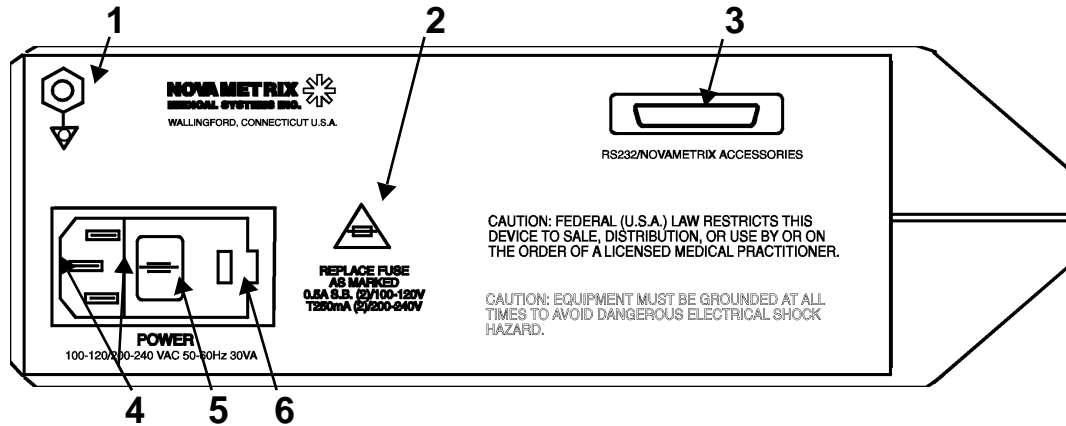 1
2
3
NOVAMETRIX
MEDICAL SYSTEMS INC.
WALLINGFORD, CONNECTICUT U.S.A.
RS232/NOVAMETRIX ACCESSORIES
CAUTION: FEDERAL (U.S.A.) LAW RESTRICTS THIS
DEVICE TO SALE, DISTRIBUTION, OR USE BY OR ON
THE ORDER OF A LICENSED MEDICAL PRACTITIONER.
REPLACE FUSE
AS MARKED
0.5A S.B. (2)/100-120V
T250mA (2)/200-240V
CAUTION: EQUIPMENT MUST BE GROUNDED AT ALL
TIMES TO AVOID DANGEROUS ELECTRICAL SHOCK
HAZARD.
POWER
100-120/200-240 VAC 50-60Hz 30VA
4
5
6